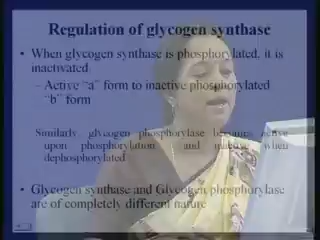 Regulation of glycogen synthase
• When glycogen synthase is phosphorylated, it is
inactivated
– Active "a" form to inactive phosphorylated
"b" form
Similarly glycogen phosphorylase becomes active
upon phosphorylation and inactive when
dephosphorylated
• Glycogen synthase and Glycogen phosphorylase
are of completely different nature